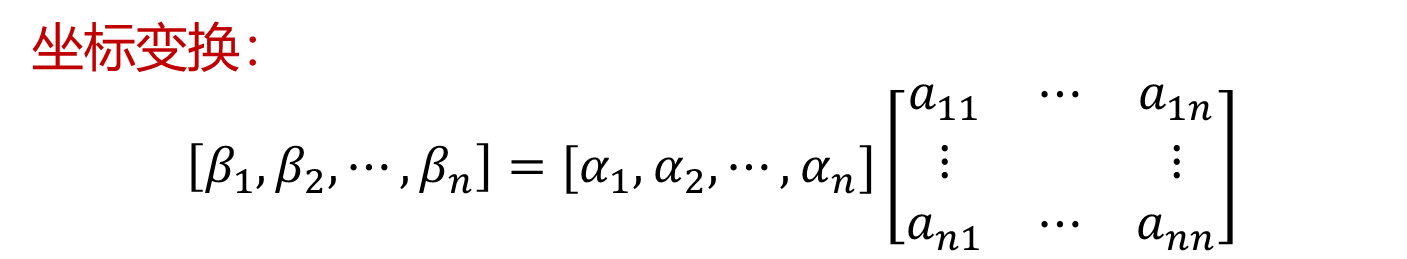 坐标变换：
[β₁, β₂, ⋯, βₙ] = [α₁, α₂, ⋯, αₙ] [a₁₁ ⋯ a₁ₙ
⋮ ⋮
aₙ₁ ⋯ aₙₙ]